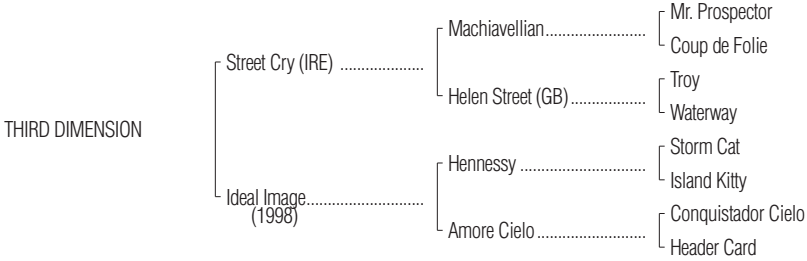 Mr. Prospector
Machiavellian........................
Coup de Folie
Street Cry (IRE) ....................
Troy
Helen Street (GB)..................
Waterway
THIRD DIMENSION
Storm Cat
Hennessy ..............................
Island Kitty
Ideal Image............................
(1998)
Conquistador Cielo
Amore Cielo..........................
Header Card